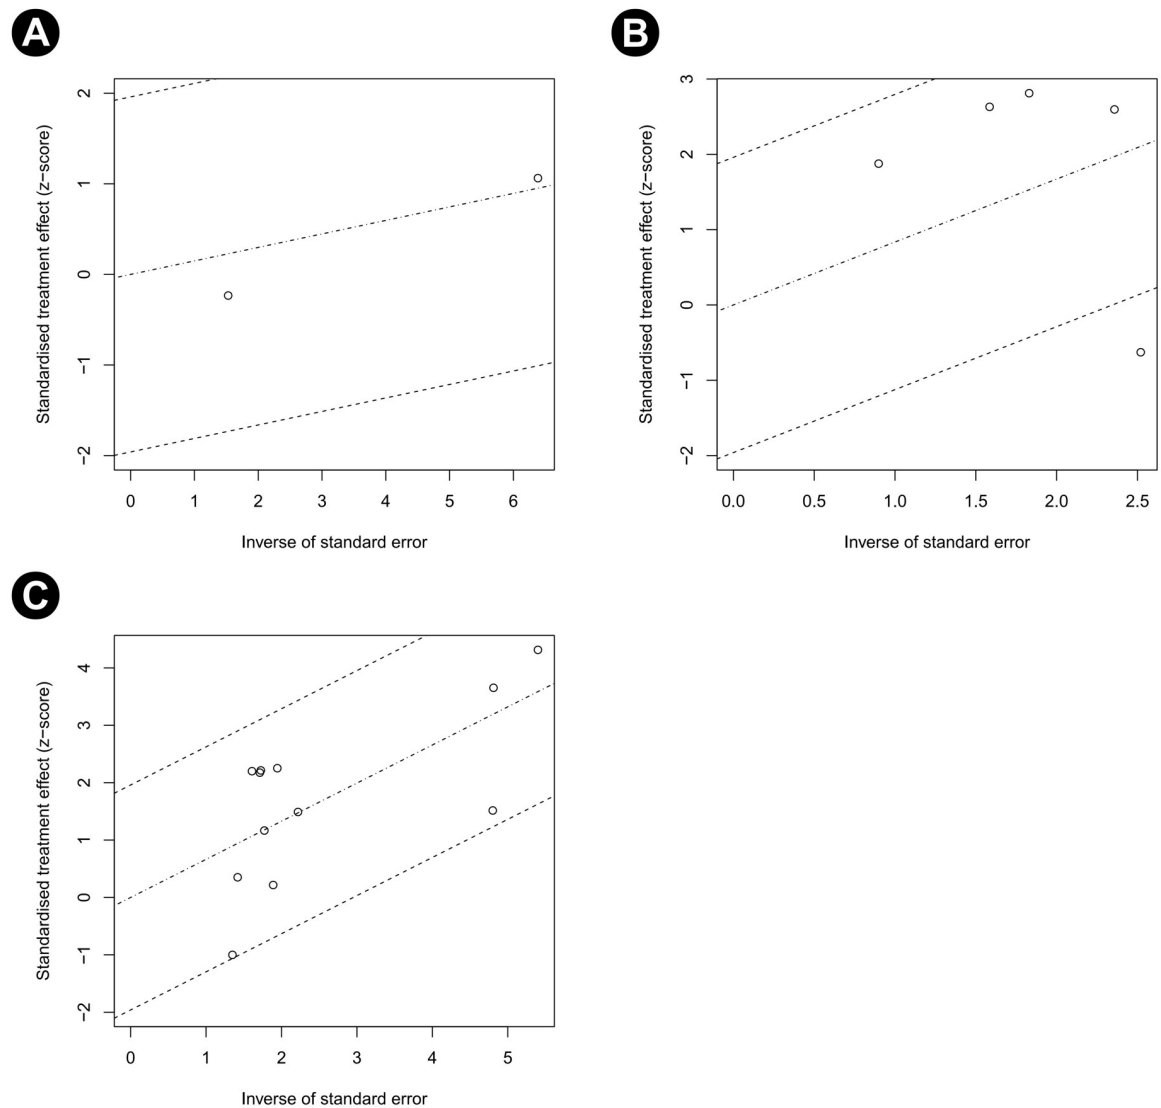 A
Standardised treatment effect (z−score)
2
1
0
−1
−2
0 1 2 3 4 5 6
Inverse of standard error
B
Standardised treatment effect (z−score)
3
2
1
0
−1
−2
0.0 0.5 1.0 1.5 2.0 2.5
Inverse of standard error
C
Standardised treatment effect (z−score)
4
3
2
1
0
−1
−2
0 1 2 3 4 5
Inverse of standard error